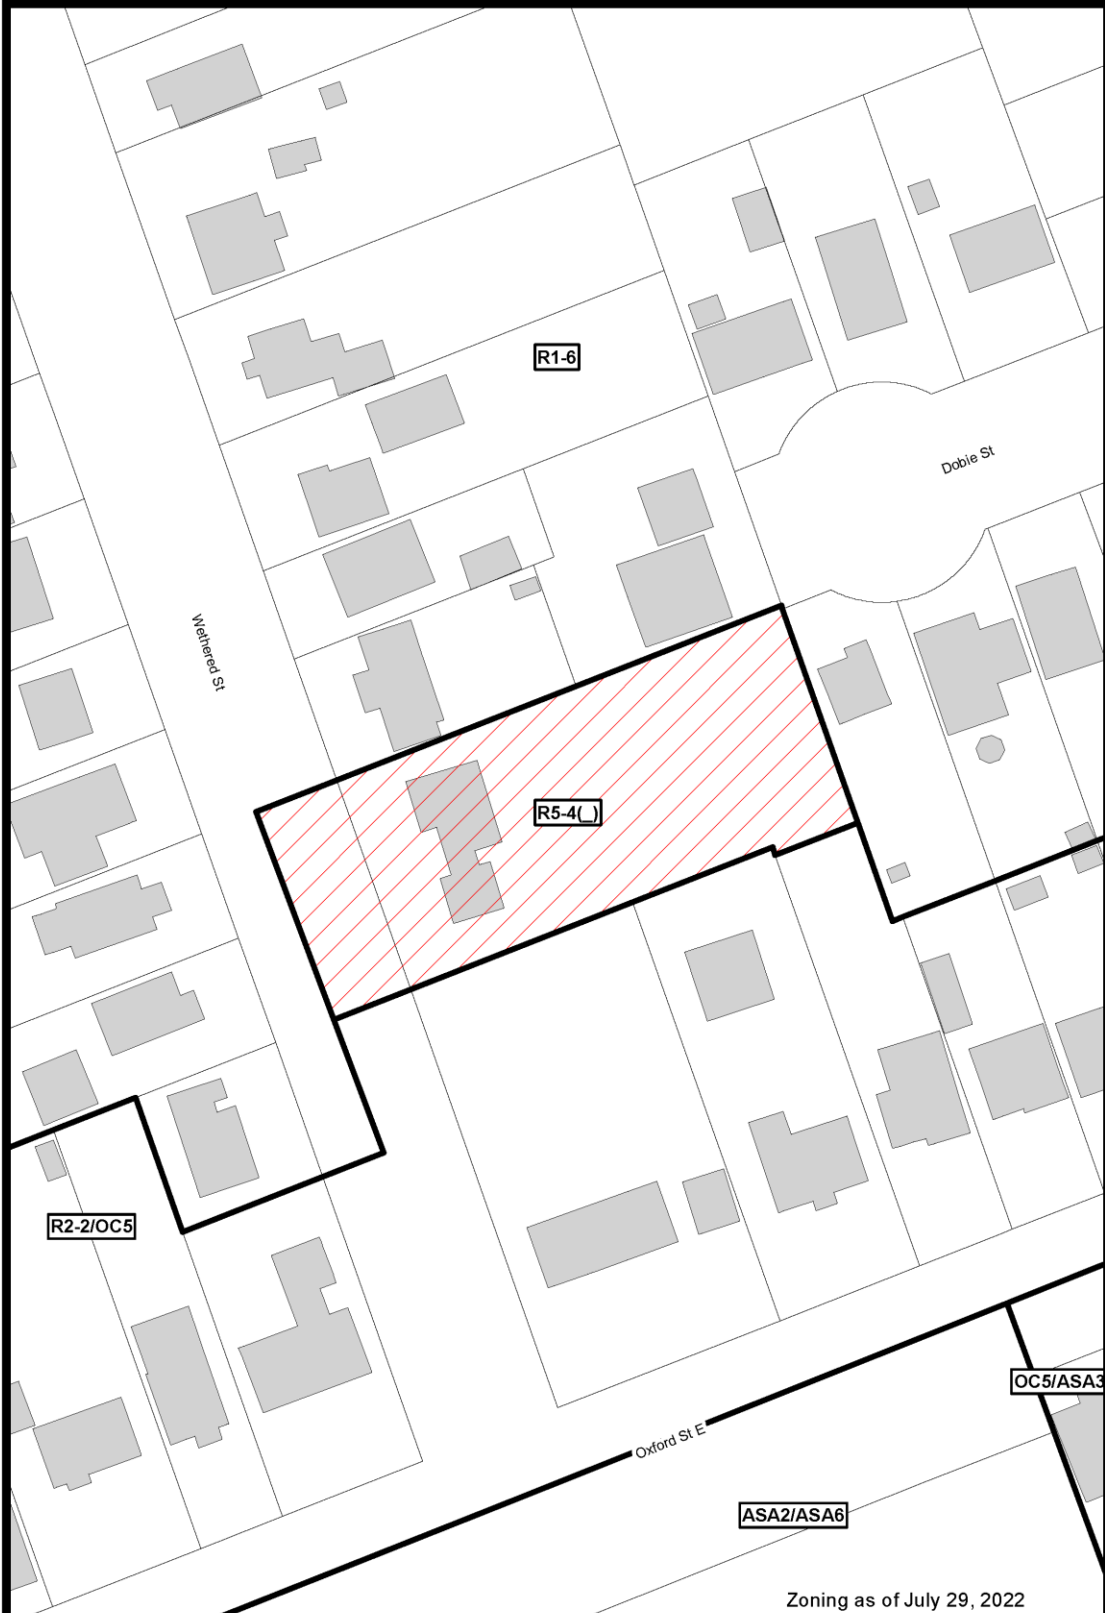 R1-6
Dobie St
Wethered St
R5-4(_)
R2-2/OC5
OC5/ASA3
Oxford St E
ASA2/ASA6
Zoning as of July 29, 2022